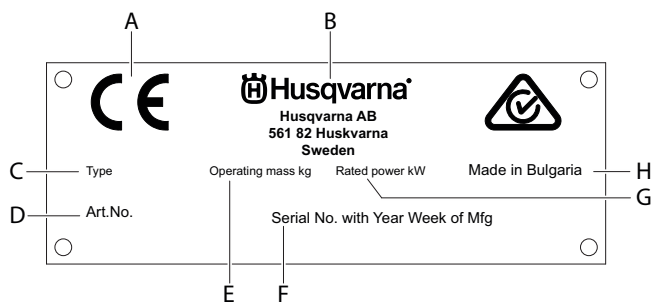 A
B
CE
Husqvarna
Husqvarna AB
561 82 Huskvarna
Sweden
C
Type
Operating mass kg
Rated power kW
Made in Bulgaria
H
G
D
Art.No.
Serial No. with Year Week of Mfg
E
F